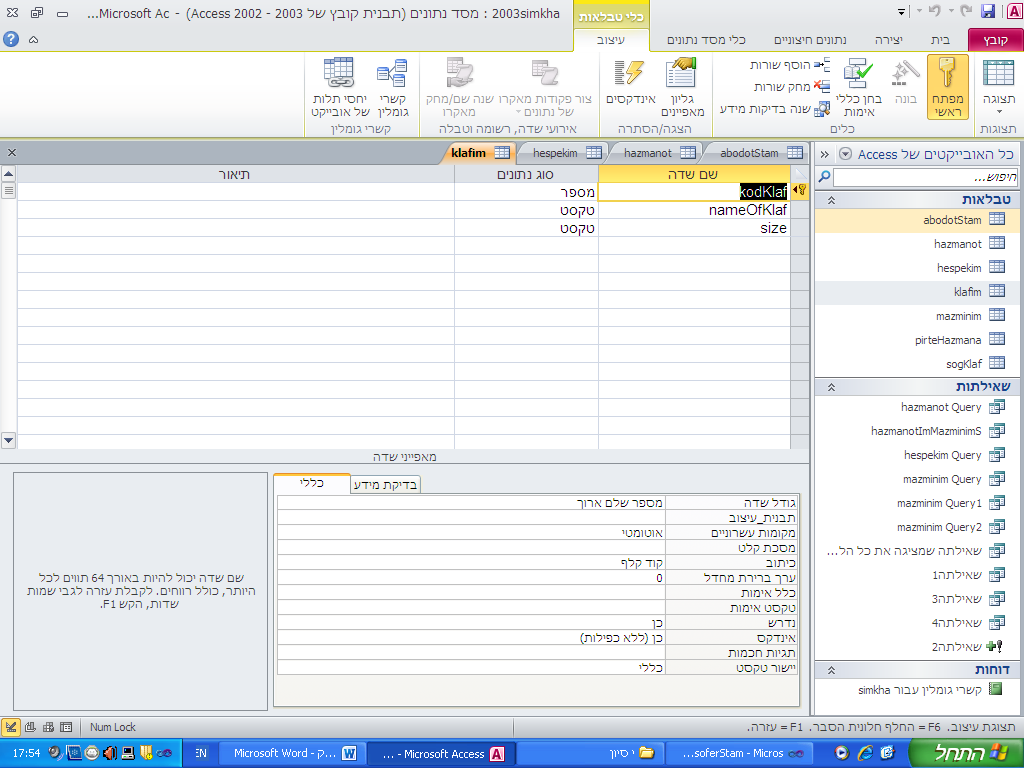 2003simkha : מסד נתונים (תבנית קובץ של Access 2002 - 2003) - Microsoft Ac...
כלי טבלאות
קובץ
בית
יצירה
נתונים חיצוניים
כלי מסד נתונים
עיצוב
תצוגה
מפתח ראשי
בונה
בחן כללי אימות
הוסף שורות
מחק שורות
שנה בדיקות מידע
גליון מאפיינים
אינדקסים
צור פקודות מאקרו של נתונים
שנה שם/מחק מאקרו
קשרי גומלין
יחסי תלות של אובייקט
תצוגות
כלים
הצגה/הסתרה
אירועי שדה, רשומה וטבלה
קשרי גומלין
כל האובייקטים של Access
חיפוש...
טבלאות
abodotStam
hazmanot
hespekim
klafim
mazminim
pirteHazmana
sogKlaf
שאילתות
hazmanot Query
hazmanotImMazminimS
hespekim Query
mazminim Query
mazminim Query1
mazminim Query2
שאילתה שמציגה את כל הל...
שאילתה1
שאילתה3
שאילתה4
שאילתה2
דוחות
קשרי גומלין עבור simkha
abodotStam
hazmanot
hespekim
klafim
שם שדה
סוג נתונים
תיאור
kodKlaf
מספר
nameOfKlaf
טקסט
size
טקסט
מאפייני שדה
כללי
בדיקת מידע
גודל שדה
מספר שלם ארוך
תבנית_עיצוב
מקומות עשרוניים
אוטומטי
מסכת קלט
כיתוב
קוד קלף
ערך ברירת מחדל
0
כלל אימות
טקסט אימות
נדרש
כן
אינדקס
כן (ללא כפילות)
תגיות חכמות
יישור טקסט
כללי
שם שדה יכול להיות באורך 64 תווים לכל
היותר, כולל רווחים. לקבלת עזרה לגבי שמות
שדות, הקש F1.
תצוגת עיצוב. F6 = החלף חלונית הסבר. F1 = עזרה.
Num Lock
התחל
soferStam - Micros...
י סיון
Microsoft Access - ...
ק... - Microsoft Word
EN
17:54